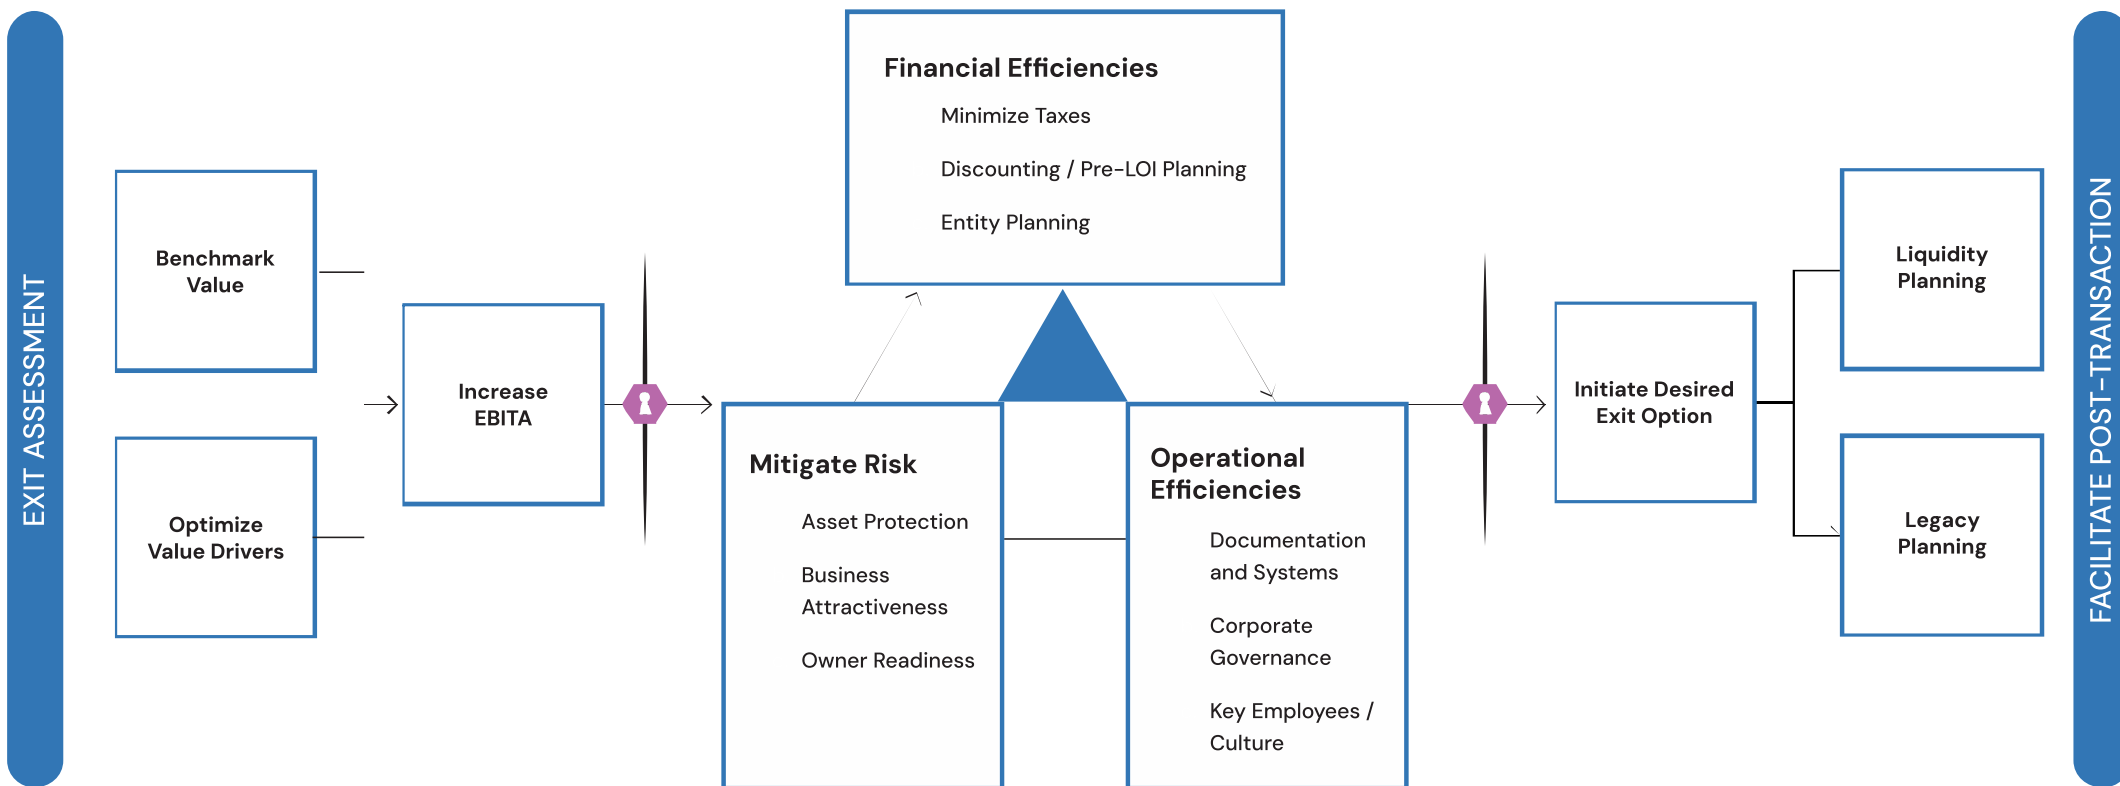 EXIT ASSESSMENT
Benchmark
Value
Optimize
Value Drivers
Increase
EBITA
Financial Efficiencies
Minimize Taxes
Discounting / Pre-LOI Planning
Entity Planning
Mitigate Risk
Asset Protection
Business
Attractiveness
Owner Readiness
Operational
Efficiencies
Documentation
and Systems
Corporate
Governance
Key Employees /
Culture
Initiate Desired
Exit Option
Liquidity
Planning
Legacy
Planning
FACILITATE POST-TRANSACTION